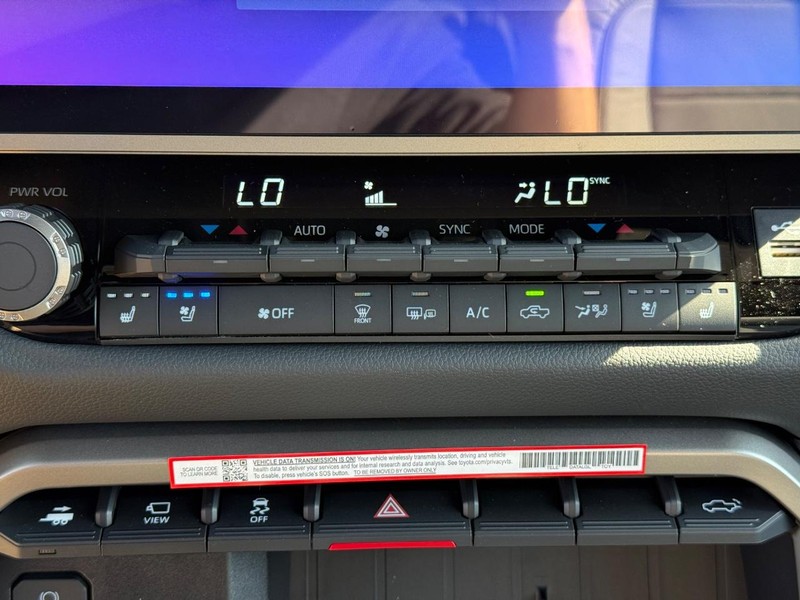 PWR VOL
LO
LO SYNC
AUTO
SYNC
MODE
OFF
FRONT
A/C
SCAN QR CODE
TO LEARN MORE
VEHICLE DATA TRANSMISSION IS ON! Your vehicle wirelessly transmits location, driving and vehicle
health data to deliver your services and for internal research and data analysis. See toyota.com/privacyvts.
To disable, press vehicle's SOS button. TO BE REMOVED BY OWNER ONLY
VIEW
OFF